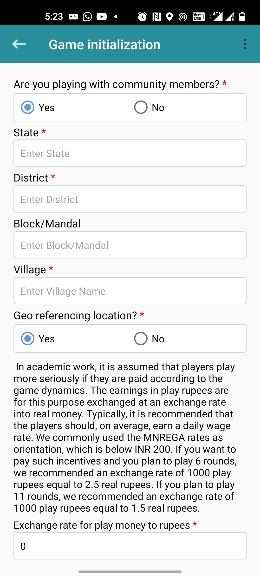 5:23
Game initialization
Are you playing with community members? *
Yes No
State *
Enter State
District *
Enter District
Block/Mandal
Enter Block/Mandal
Village *
Enter Village Name
Geo referencing location? *
Yes No
In academic work, it is assumed that players play
more seriously if they are paid according to the
game dynamics. The earnings in play rupees are
for this purpose exchanged at an exchange rate
into real money. Typically, it is recommended that
the players should, on average, earn a daily wage
rate. We commonly used the MNREGA rates as
orientation, which is below INR 200. If you want to
pay such incentives and you plan to play 6 rounds,
we recommended an exchange rate of 1000 play
rupees equal to 2.5 real rupees. If you plan to play
11 rounds, we recommended an exchange rate of
1000 play rupees equal to 1.5 real rupees.
Exchange rate for play money to rupees *
0